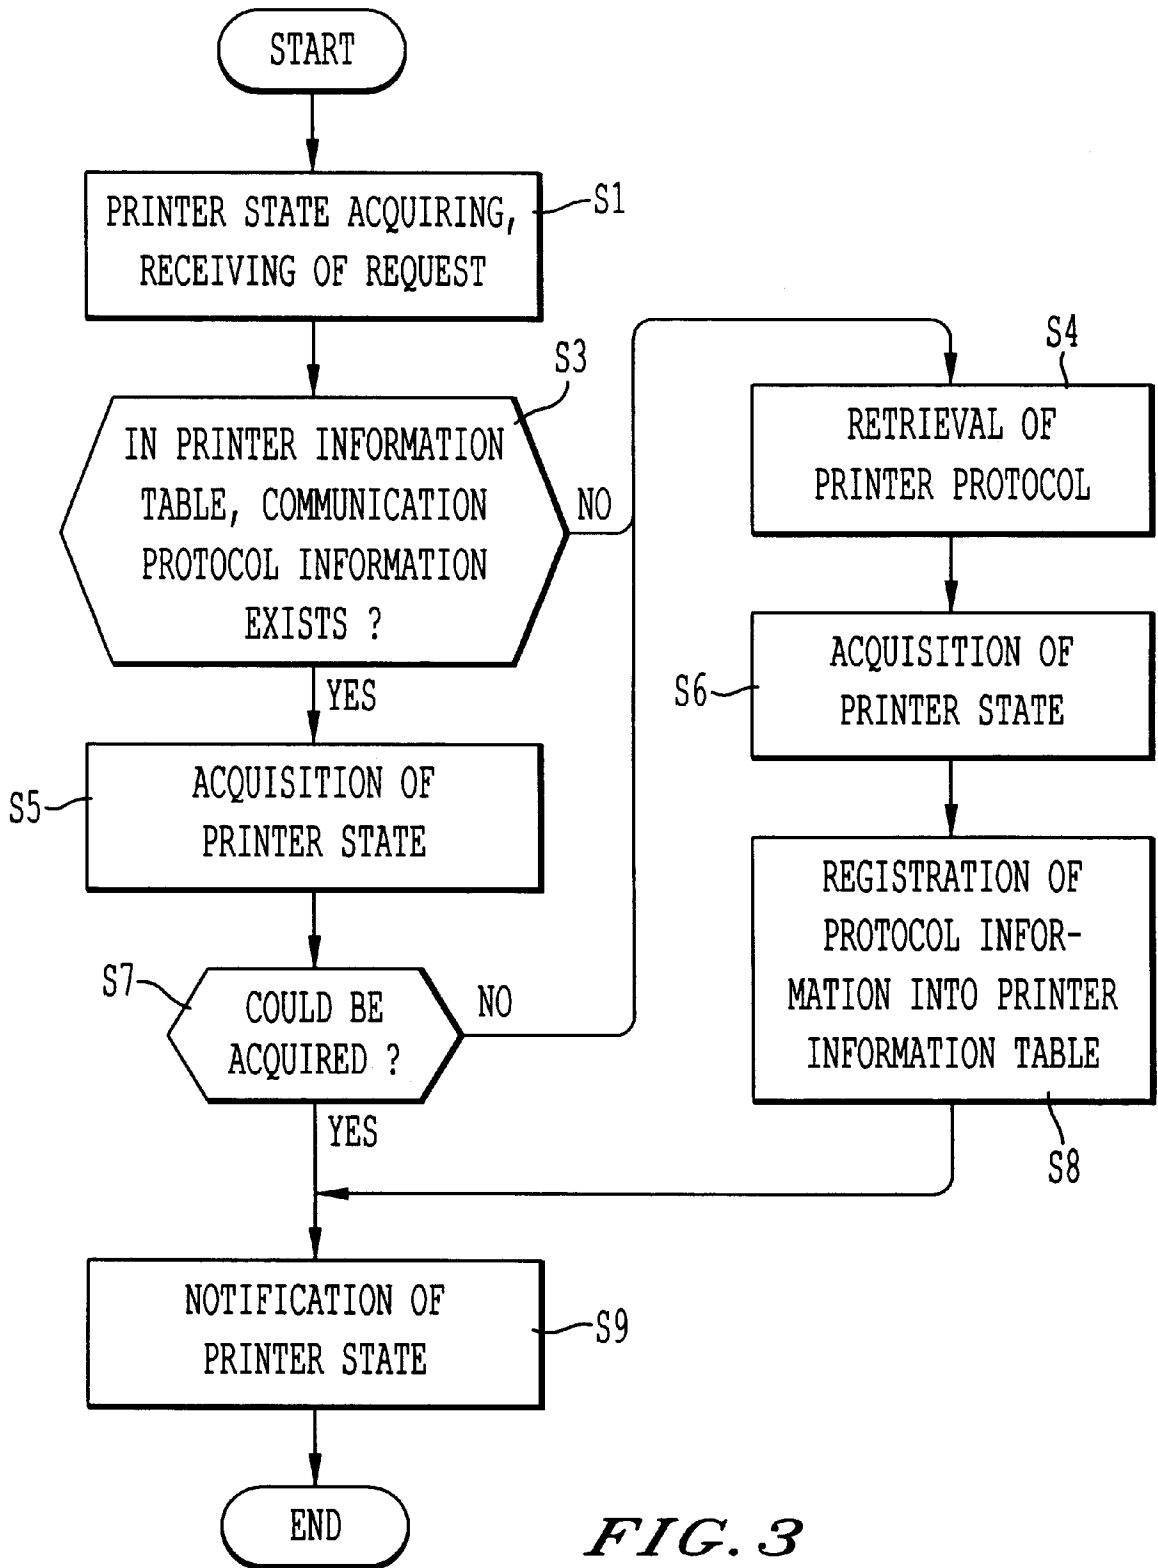 START
PRINTER STATE ACQUIRING,
RECEIVING OF REQUEST
S1
IN PRINTER INFORMATION
TABLE, COMMUNICATION
PROTOCOL INFORMATION
EXISTS ?
S3
NO
YES
ACQUISITION OF
PRINTER STATE
S5
COULD BE
ACQUIRED ?
S7
NO
YES
RETRIEVAL OF
PRINTER PROTOCOL
S4
ACQUISITION OF
PRINTER STATE
S6
REGISTRATION OF
PROTOCOL INFOR-
MATION INTO PRINTER
INFORMATION TABLE
S8
NOTIFICATION OF
PRINTER STATE
S9
END
FIG. 3